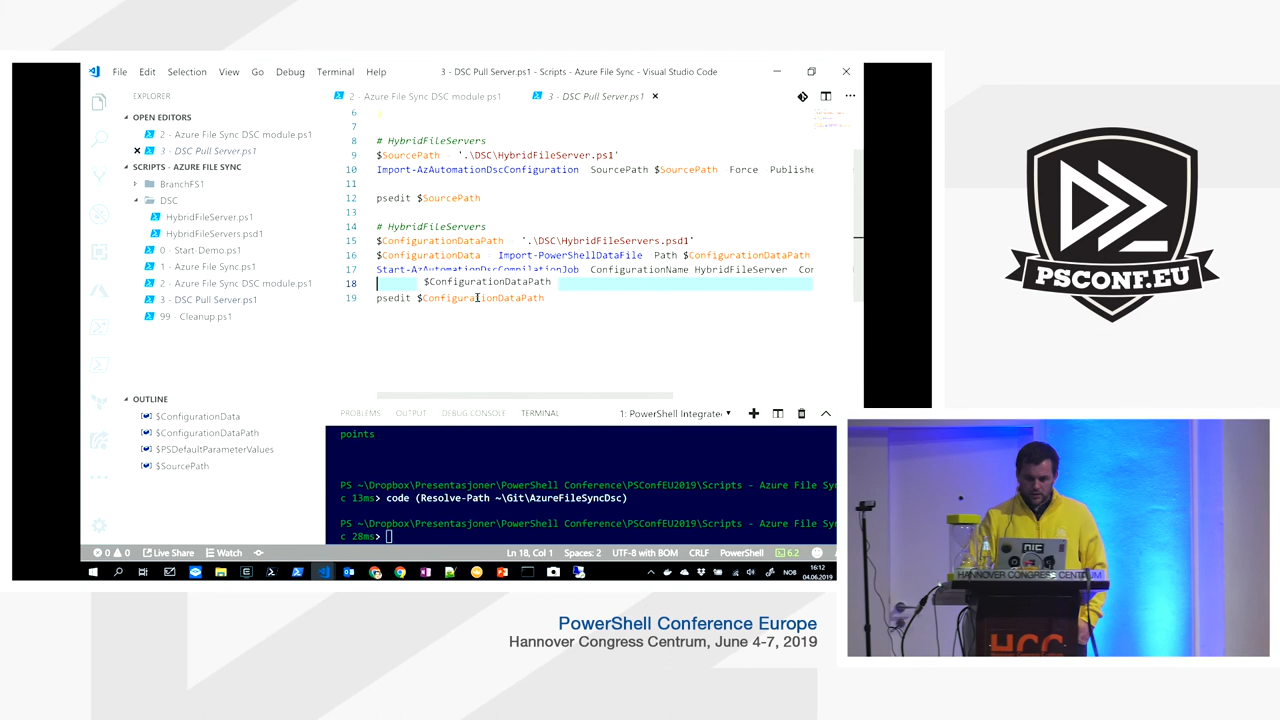 File Edit Selection View Go Debug Terminal Help
3 - DSC Pull Server.ps1 - Scripts - Azure File Sync - Visual Studio Code
EXPLORER
OPEN EDITORS
2 - Azure File Sync DSC module.ps1
3 - DSC Pull Server.ps1
SCRIPTS - AZURE FILE SYNC
BranchFS1
DSC
HybridFileServer.ps1
HybridFileServers.psd1
0 - Start-Demo.ps1
1 - Azure File Sync.ps1
2 - Azure File Sync DSC module.ps1
3 - DSC Pull Server.ps1
99 - Cleanup.ps1
OUTLINE
$ConfigurationData
$ConfigurationDataPath
$PSDefaultParameterValues
$SourcePath
2 - Azure File Sync DSC module.ps1
3 - DSC Pull Server.ps1
6
7
8 # HybridFileServers
9 $SourcePath '.\DSC\HybridFileServer.ps1'
10 Import-AzAutomationDscConfiguration SourcePath $SourcePath Force Publishe
11
12 psedit $SourcePath
13
14 # HybridFileServers
15 $ConfigurationDataPath '.\DSC\HybridFileServers.psd1'
16 $ConfigurationData Import-PowerShellDataFile Path $ConfigurationDataPath
17 Start-AzAutomationDscCompilationJob ConfigurationName HybridFileServer Co
18 $ConfigurationDataPath
19 psedit $ConfigurationDataPath
PROBLEMS OUTPUT DEBUG CONSOLE TERMINAL
1: PowerShell Integrate
points
PS ~\Dropbox\Presentasjoner\PowerShell Conference\PSConfEU2019\Scripts - Azure File Syn
c 13ms> code (Resolve-Path ~\Git\AzureFileSyncDsc)
PS ~\Dropbox\Presentasjoner\PowerShell Conference\PSConfEU2019\Scripts - Azure File Syn
c 28ms>
0 0 Live Share Watch
Ln 18, Col 1 Spaces: 2 UTF-8 with BOM CRLF PowerShell 6.2
NOB
16:12
04.06.2019
PSCONF.EU
PowerShell Conference Europe
Hannover Congress Centrum, June 4-7, 2019
NIC
HANNOVER CONGRESS CENTRUM
HCC